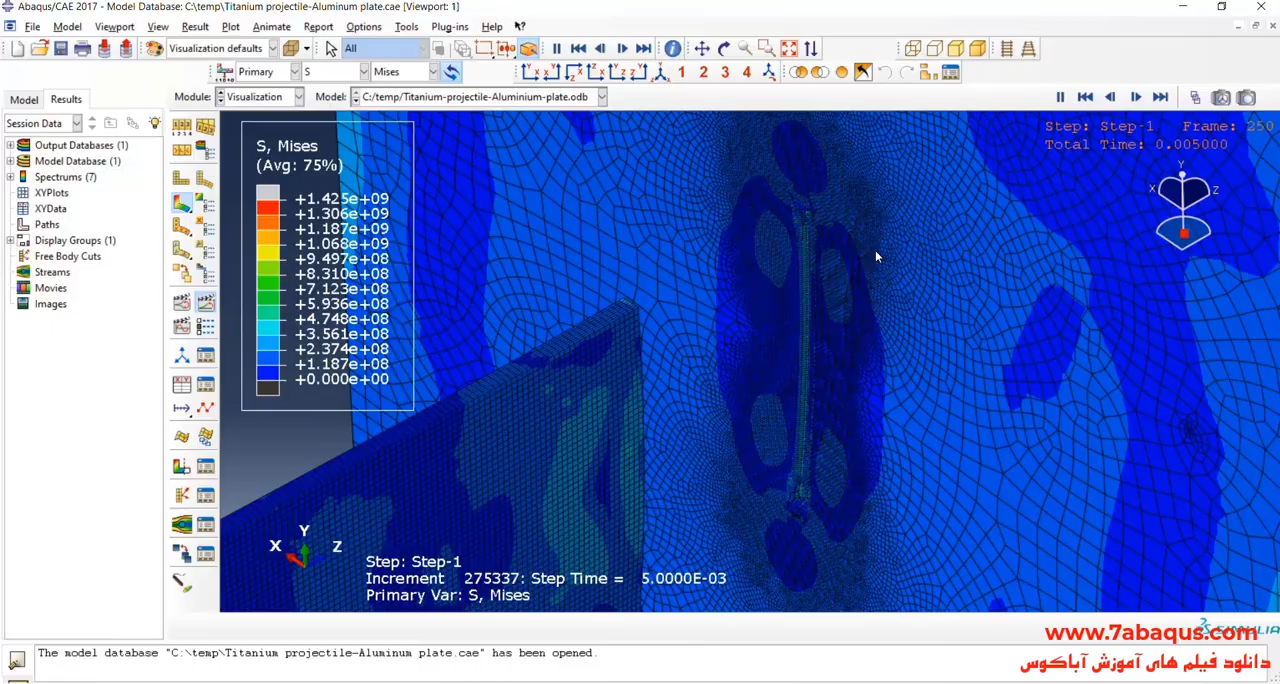 Abaqus/CAE 2017 - Model Database: C:\temp\Titanium projectile-Aluminum plate.cae [Viewport: 1]
File Model Viewport View Result Plot Animate Report Options Tools Plug-ins Help
Visualization defaults All
Primary S Mises 1 2 3 4
Model Results Module: Visualization Model: C:/temp/Titanium-projectile-Aluminium-plate.odb
Session Data
Output Databases (1)
Model Database (1)
Spectrums (7)
XYPlots
XYData
Paths
Display Groups (1)
Free Body Cuts
Streams
Movies
Images
S, Mises
(Avg: 75%)
+1.425e+09
+1.306e+09
+1.187e+09
+1.068e+09
+9.497e+08
+8.310e+08
+7.123e+08
+5.936e+08
+4.748e+08
+3.561e+08
+2.374e+08
+1.187e+08
+0.000e+00
Step: Step-1 Frame: 250
Total Time: 0.005000
Y
X Z
Y
X Z
Step: Step-1
Increment 275337: Step Time = 5.0000E-03
Primary Var: S, Mises
SIMULIA
www.7abaqus.com
دانلود فیلم های آموزش آباکوس
The model database "C:\temp\Titanium projectile-Aluminum plate.cae" has been opened.